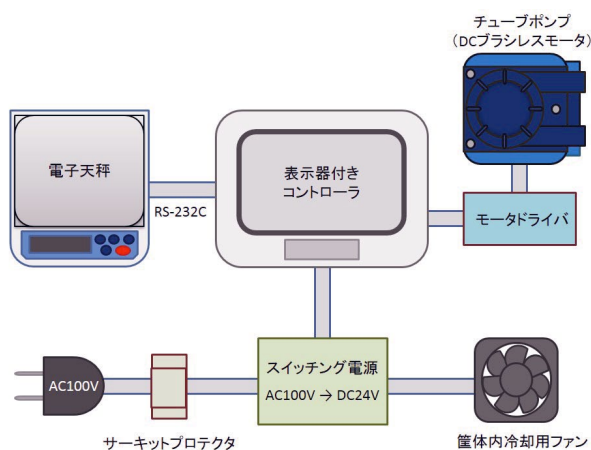 チューブポンプ
(DCブラシレスモータ)
電子天秤
RS-232C
表示器付き
コントローラ
モータドライバ
AC100V
サーキットプロテクタ
スイッチング電源
AC100V → DC24V
筐体内冷却用ファン